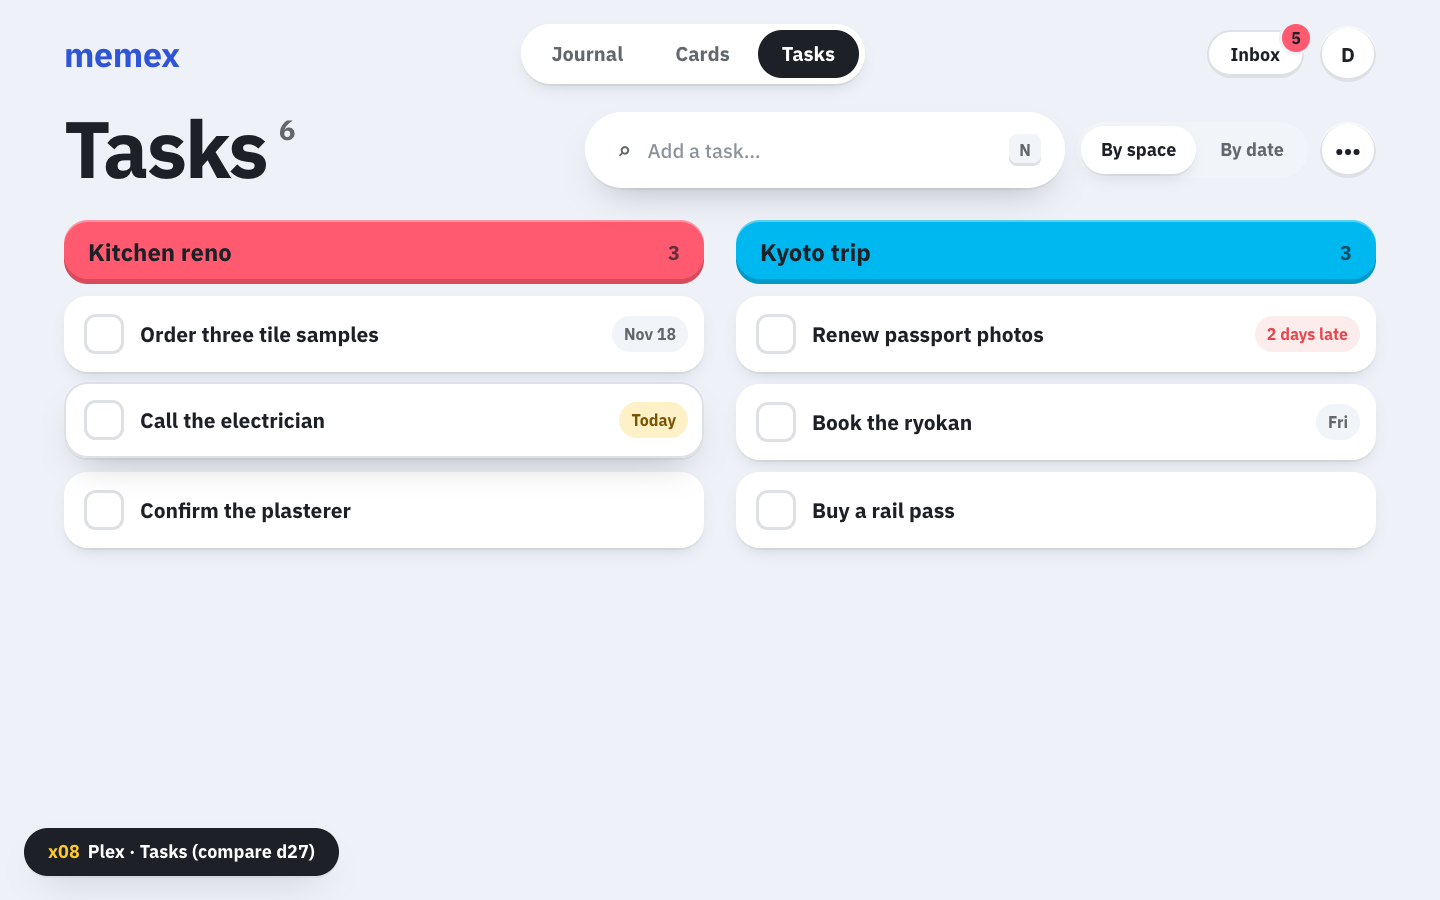 memex
Journal Cards Tasks
Inbox 5 D
Tasks 6
Add a task... N
By space By date
Kitchen reno 3
Order three tile samples Nov 18
Call the electrician Today
Confirm the plasterer
Kyoto trip 3
Renew passport photos 2 days late
Book the ryokan Fri
Buy a rail pass
x08 Plex · Tasks (compare d27)